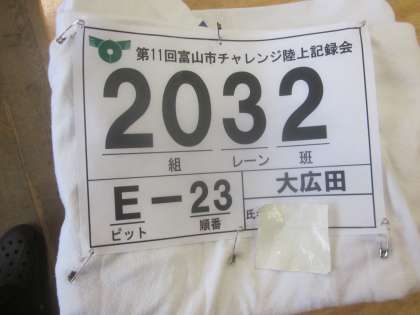 第11回富山市チャレンジ陸上記録会
2032
組 レーン 班
E-23
ピット 順番
大広田
氏